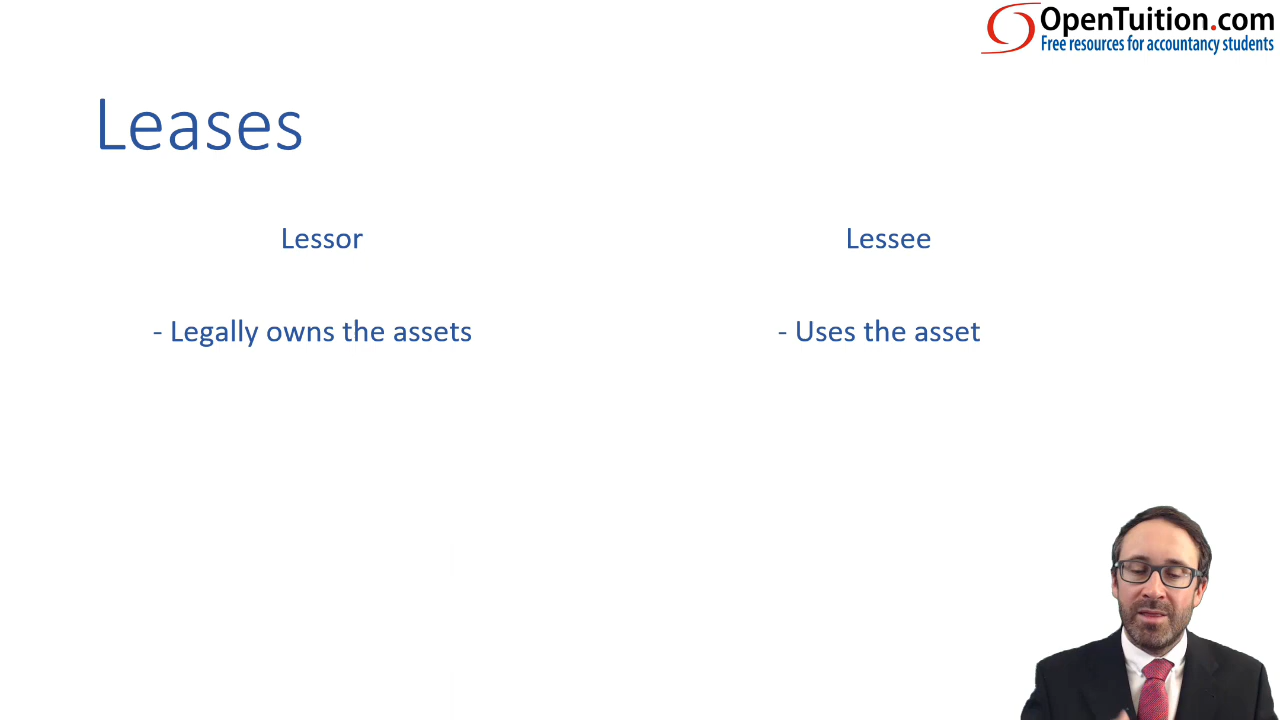 OpenTuition.com
Free resources for accountancy students
Leases
Lessor
Lessee
- Legally owns the assets
- Uses the asset